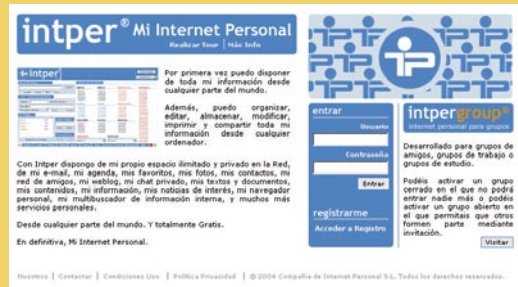 intper® Mi Internet Personal
Realizar Tour | Más Info
intper
Por primera vez puedo disponer
de toda mi información desde
cualquier parte del mundo.
Además, puedo organizar,
editar, almacenar, modificar,
imprimir y compartir toda mi
información desde cualquier
ordenador.
Con Intper dispongo de mi propio espacio ilimitado y privado en la Red,
de mi e-mail, mi agenda, mis favoritos, mis fotos, mis contactos, mi
red de amigos, mi weblog, mi chat privado, mis textos y documentos,
mis contenidos, mi información, mis noticias de interés, mi navegador
personal, mi multibuscador de información interna, y muchos más
servicios personales.
Desde cualquier parte del mundo. Y totalmente Gratis.
En definitiva, Mi Internet Personal.
entrar
Usuario
Contraseña
Entrar
registrarme
Acceder a Registro
intpergroup®
internet personal para grupos
Desarrollado para grupos de
amigos, grupos de trabajo o
grupos de estudio.
Podéis activar un grupo
cerrado en el que no podrá
entrar nadie más o podéis
activar un grupo abierto en
el que permitais que otros
formen parte mediante
invitación.
Visitar
Nosotros | Contactar | Condiciones Uso | Política Privacidad | @ 2004 Compañía de Internet Personal S.L. Todos los derechos reservados.